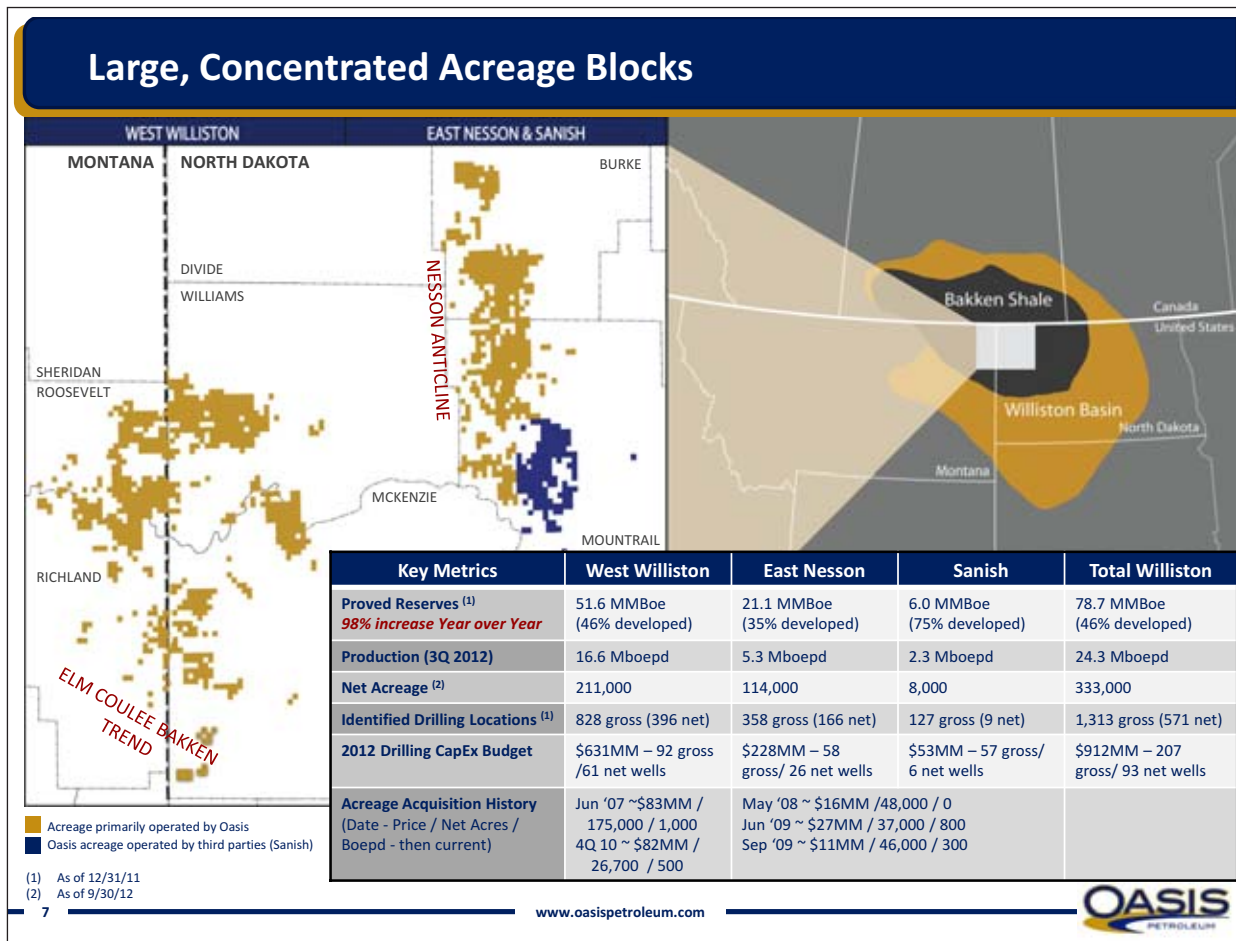 Large, Concentrated Acreage Blocks
WEST WILLISTON
EAST NESSON & SANISH
MONTANA
NORTH DAKOTA
BURKE
DIVIDE
WILLIAMS
NESSON ANTICLINE
SHERIDAN
ROOSEVELT
MCKENZIE
MOUNTRAIL
RICHLAND
ELM COULEE BAKKEN
TREND
Bakken Shale
Canada
United States
Williston Basin
North Dakota
Montana
Key Metrics West Williston East Nesson Sanish Total Williston
Proved Reserves (1) 51.6 MMBoe 21.1 MMBoe 6.0 MMBoe 78.7 MMBoe
98% increase Year over Year (46% developed) (35% developed) (75% developed) (46% developed)
Production (3Q 2012) 16.6 Mboepd 5.3 Mboepd 2.3 Mboepd 24.3 Mboepd
Net Acreage (2) 211,000 114,000 8,000 333,000
Identified Drilling Locations (1) 828 gross (396 net) 358 gross (166 net) 127 gross (9 net) 1,313 gross (571 net)
2012 Drilling CapEx Budget $631MM – 92 gross $228MM – 58 $53MM – 57 gross/ $912MM – 207
/61 net wells gross/ 26 net wells 6 net wells gross/ 93 net wells
Acreage Acquisition History Jun ‘07 ~$83MM / May ‘08 ~ $16MM /48,000 / 0
(Date - Price / Net Acres / 175,000 / 1,000 Jun ‘09 ~ $27MM / 37,000 / 800
Boepd - then current) 4Q 10 ~ $82MM / Sep ‘09 ~ $11MM / 46,000 / 300
26,700 / 500
Acreage primarily operated by Oasis
Oasis acreage operated by third parties (Sanish)
(1) As of 12/31/11
(2) As of 9/30/12
7
www.oasispetroleum.com
OASIS
PETROLEUM